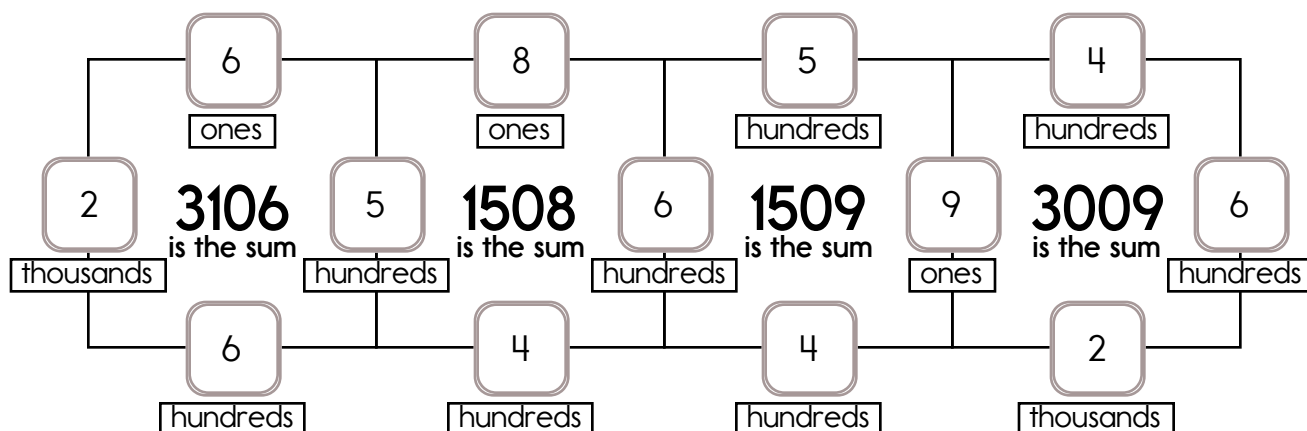 6 8 5 4
ones ones hundreds hundreds
2 3106 5 1508 6 1509 9 3009 6
is the sum is the sum is the sum is the sum
thousands hundreds hundreds ones hundreds
6 4 4 2
hundreds hundreds hundreds thousands